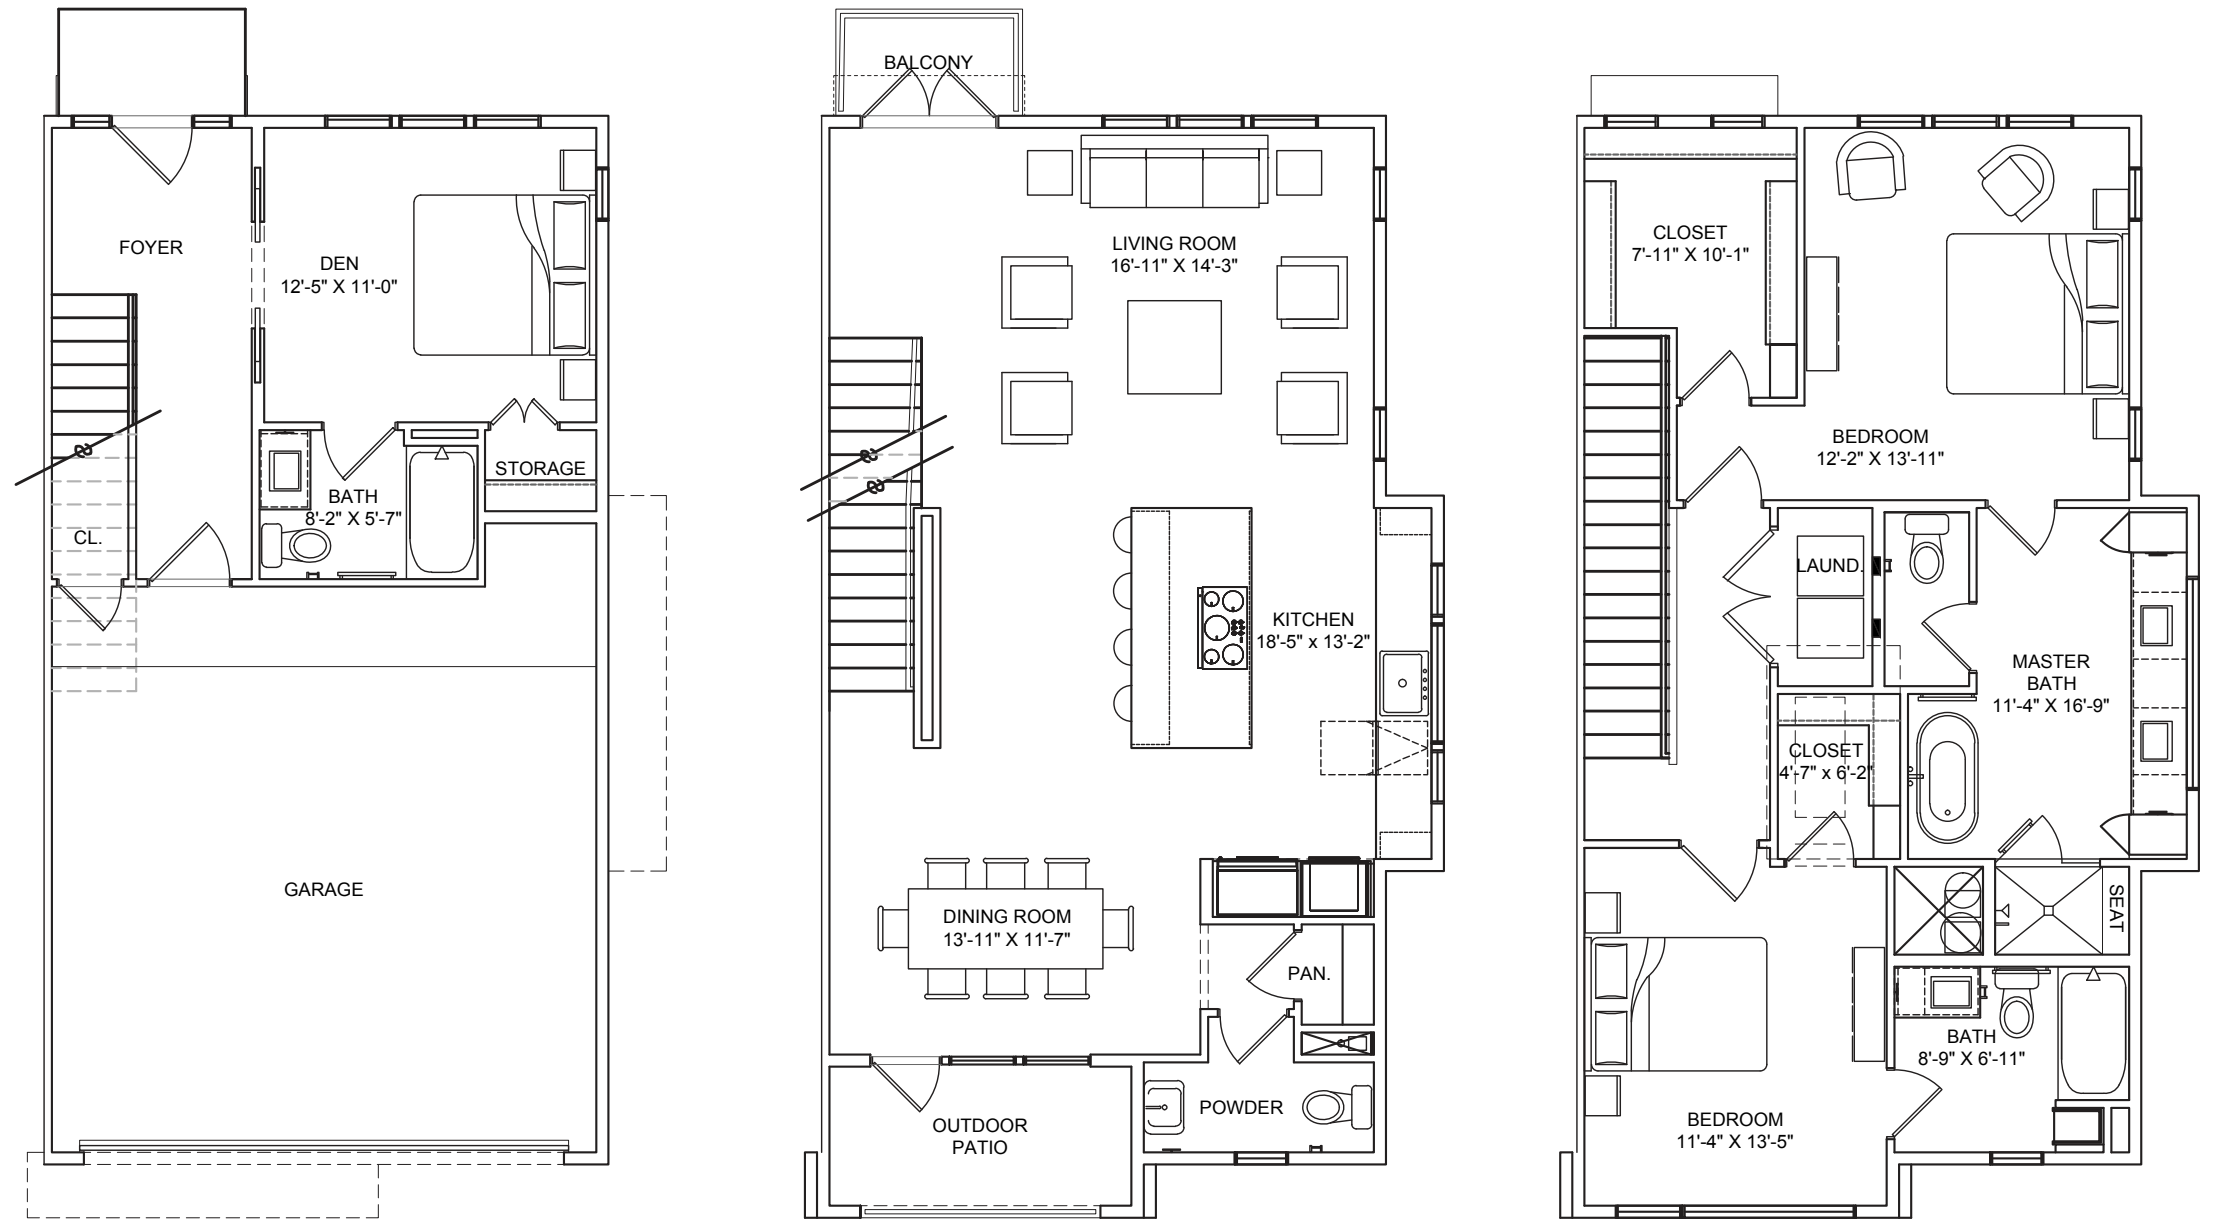 FOYER
DEN
12'-5" X 11'-0"
STORAGE
BATH
8'-2" X 5'-7"
CL.
GARAGE
BALCONY
LIVING ROOM
16'-11" X 14'-3"
KITCHEN
18'-5" x 13'-2"
DINING ROOM
13'-11" X 11'-7"
PAN.
POWDER
OUTDOOR
PATIO
CLOSET
7'-11" X 10'-1"
BEDROOM
12'-2" X 13'-11"
LAUND.
MASTER
BATH
11'-4" X 16'-9"
CLOSET
4'-7" x 6'-2"
SEAT
BATH
8'-9" X 6'-11"
BEDROOM
11'-4" X 13'-5"